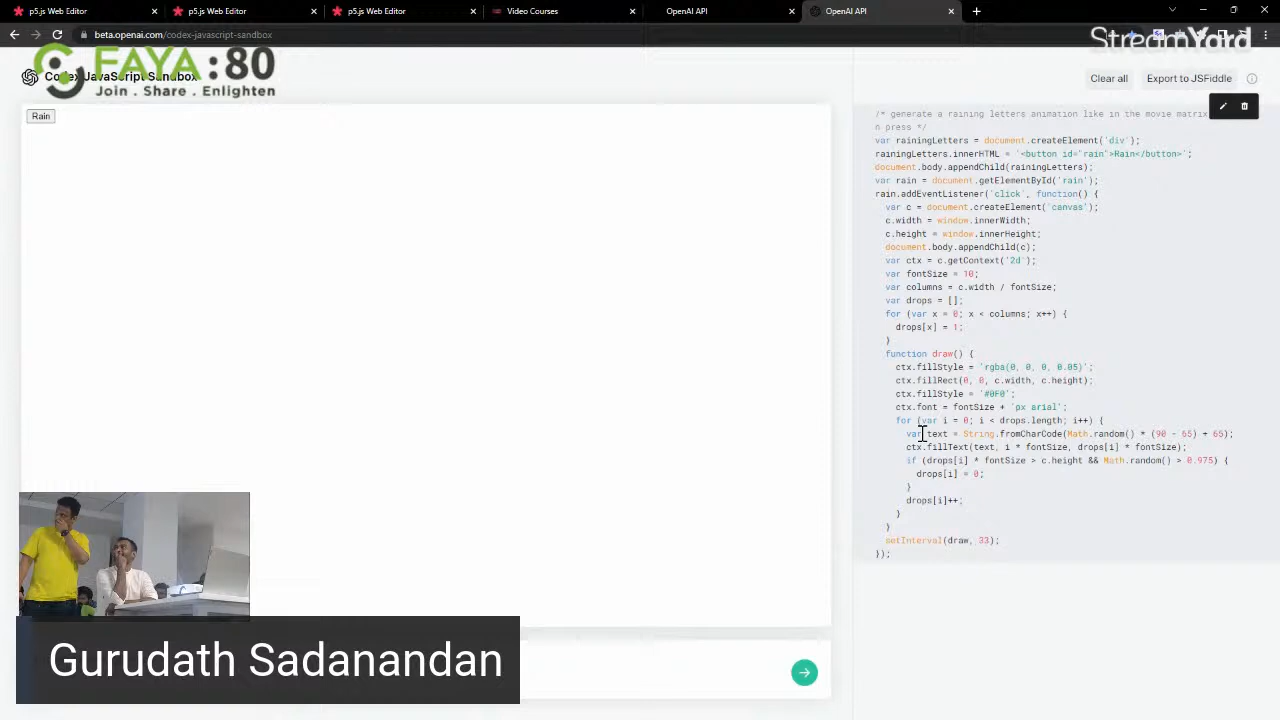 p5.js Web Editor
p5.js Web Editor
p5.js Web Editor
Video Courses
OpenAI API
OpenAI API
beta.openai.com/codex-javascript-sandbox
StreamYard
FAYA:80
Join . Share . Enlighten
Codex JavaScript Sandbox
Clear all
Export to JSFiddle
Rain
/* generate a raining letters animation like in the movie matrix
n press */
var rainingLetters = document.createElement('div');
rainingLetters.innerHTML = '<button id="rain">Rain</button>';
document.body.appendChild(rainingLetters);
var rain = document.getElementById('rain');
rain.addEventListener('click', function() {
var c = document.createElement('canvas');
c.width = window.innerWidth;
c.height = window.innerHeight;
document.body.appendChild(c);
var ctx = c.getContext('2d');
var fontSize = 10;
var columns = c.width / fontSize;
var drops = [];
for (var x = 0; x < columns; x++) {
drops[x] = 1;
}
function draw() {
ctx.fillStyle = 'rgba(0, 0, 0, 0.05)';
ctx.fillRect(0, 0, c.width, c.height);
ctx.fillStyle = '#0F0';
ctx.font = fontSize + 'px arial';
for (var i = 0; i < drops.length; i++) {
var text = String.fromCharCode(Math.random() * (90 - 65) + 65);
ctx.fillText(text, i * fontSize, drops[i] * fontSize);
if (drops[i] * fontSize > c.height && Math.random() > 0.975) {
drops[i] = 0;
}
drops[i]++;
}
}
setInterval(draw, 33);
});
Gurudath Sadanandan